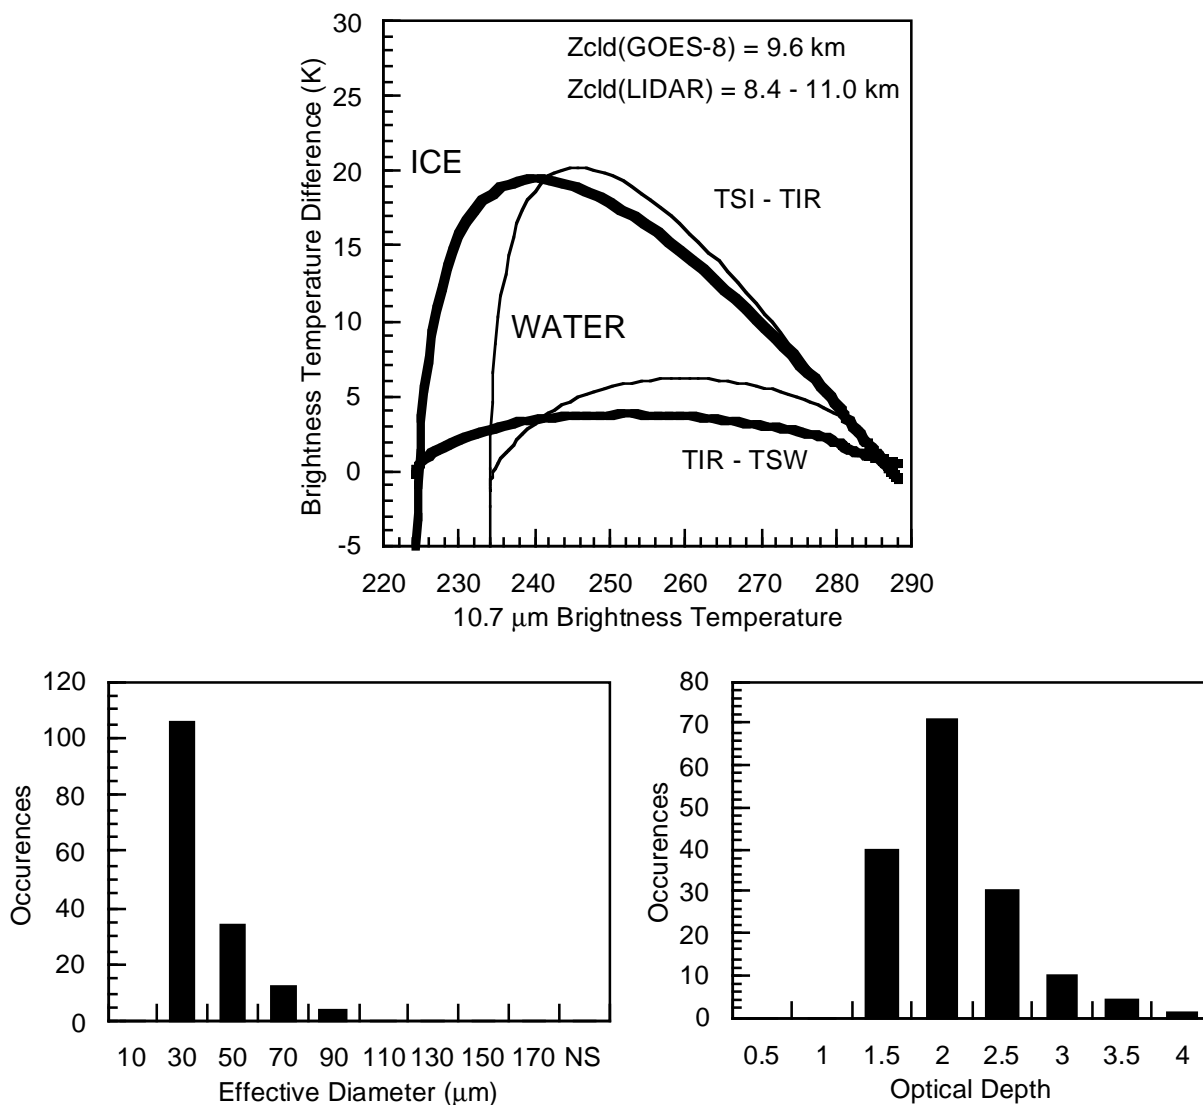 30
Zcld(GOES-8) = 9.6 km
25
Zcld(LIDAR) = 8.4 - 11.0 km
Brightness Temperature Difference (K)
20
ICE
TSI - TIR
15
10
WATER
5
TIR - TSW
0
-5
220 230 240 250 260 270 280 290
10.7 μm Brightness Temperature
120
100
80
60
40
20
0
Occurences
10 30 50 70 90 110 130 150 170 NS
Effective Diameter (μm)
80
70
60
50
40
30
20
10
0
Occurences
0.5 1 1.5 2 2.5 3 3.5 4
Optical Depth